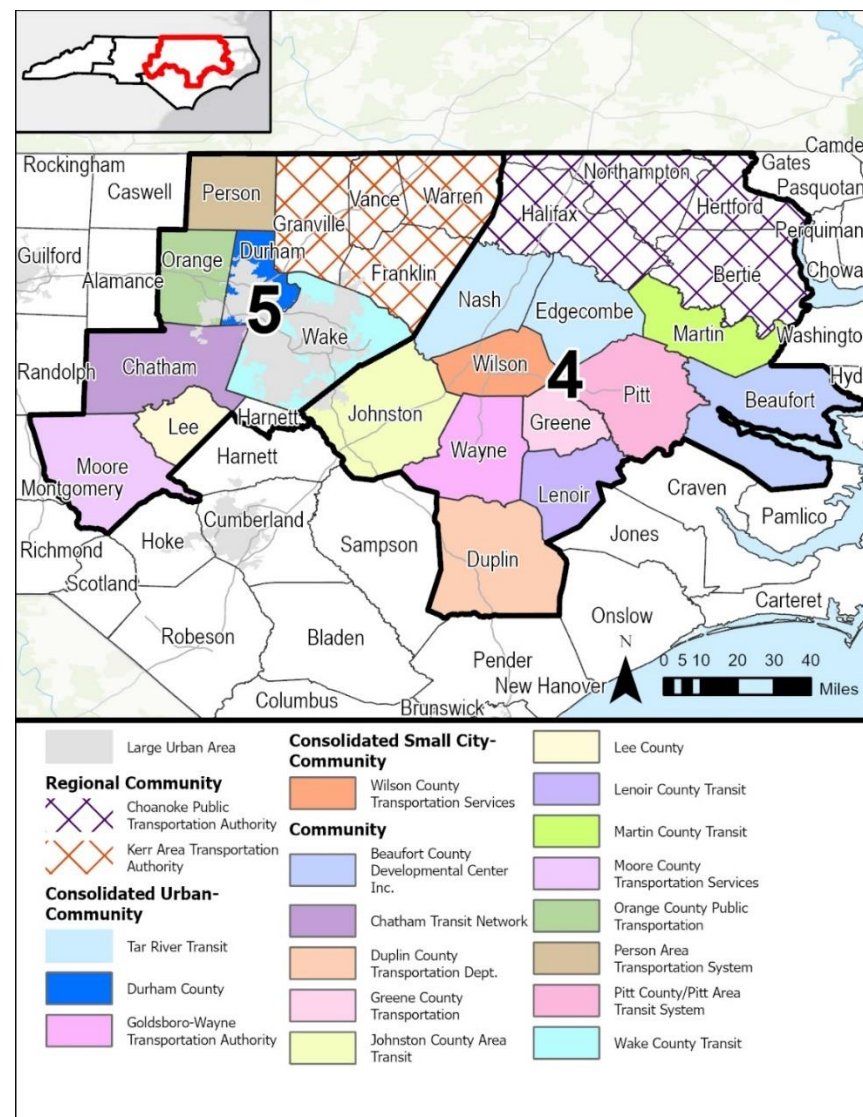 Camde
Rockingham
Caswell
Person
Granville
Vance
Warren
Northampton
Gates
Pasquotan
Hertford
Halifax
Perquiman
Guilford
Alamance
Orange
Durham
Franklin
Bertie
Chowa
Nash
Edgecombe
5
Wake
Martin
Washington
Randolph
Chatham
Wilson
4
Pitt
Hyd
Beaufort
Lee
Harnett
Johnston
Greene
Moore
Harnett
Wayne
Montgomery
Lenoir
Craven
Cumberland
Pamlico
Richmond
Hoke
Sampson
Jones
Scotland
Duplin
Carteret
Onslow
Robeson
Bladen
N
Pender
0 5 10 20 30 40
Miles
New Hanover
Columbus
Brunswick
Large Urban Area
Regional Community
Choanoke Public
Transportation Authority
Kerr Area Transportation
Authority
Consolidated Urban-
Community
Tar River Transit
Durham County
Goldsboro-Wayne
Transportation Authority
Consolidated Small City-
Community
Wilson County
Transportation Services
Community
Beaufort County
Developmental Center
Inc.
Chatham Transit Network
Duplin County
Transportation Dept.
Greene County
Transportation
Johnston County Area
Transit
Lee County
Lenoir County Transit
Martin County Transit
Moore County
Transportation Services
Orange County Public
Transportation
Person Area
Transportation System
Pitt County/Pitt Area
Transit System
Wake County Transit